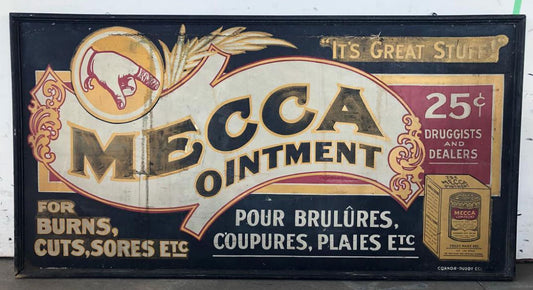 "IT'S GREAT STUFF"
MECCA
OINTMENT
25¢
DRUGGISTS
AND
DEALERS
FOR
BURNS,
CUTS, SORES ETC
POUR BRULÛRES,
COUPURES, PLAIES ETC
MECCA